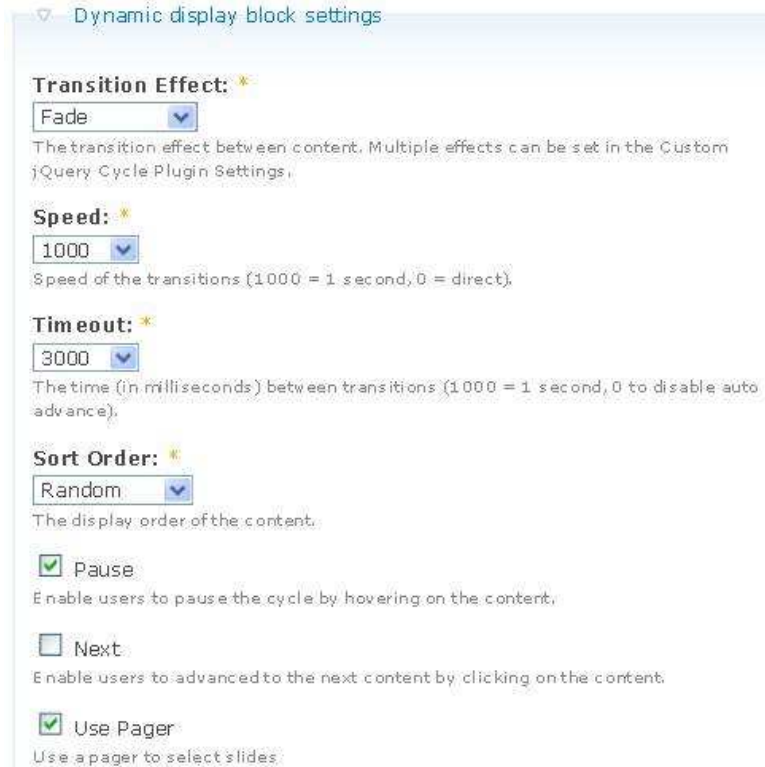 Dynamic display block settings
Transition Effect: *
Fade
The transition effect between content. Multiple effects can be set in the Custom
jQuery Cycle Plugin Settings.
Speed: *
1000
Speed of the transitions (1000 = 1 second, 0 = direct).
Timeout: *
3000
The time (in milliseconds) between transitions (1000 = 1 second, 0 to disable auto
advance).
Sort Order: *
Random
The display order of the content.
Pause
Enable users to pause the cycle by hovering on the content.
Next
Enable users to advanced to the next content by clicking on the content.
Use Pager
Use a pager to select slides